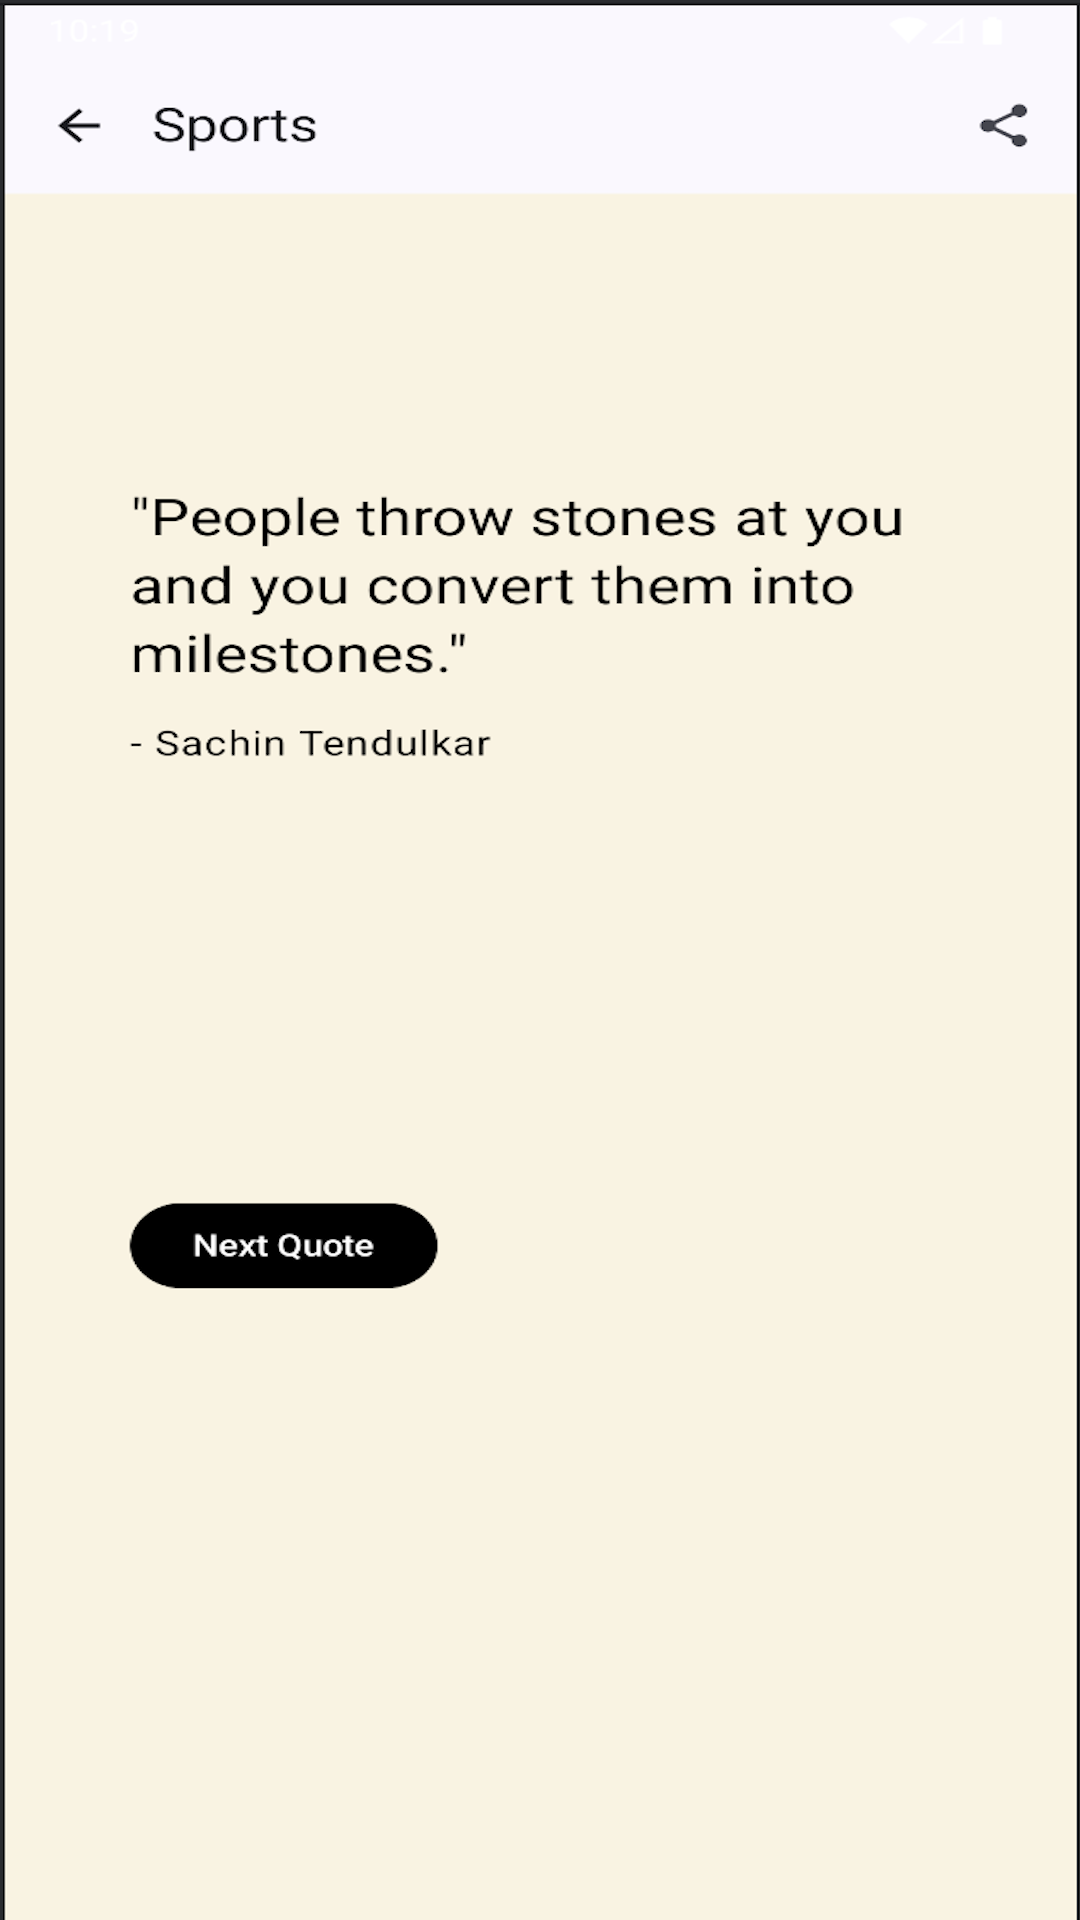 10:19
Sports
"People throw stones at you
and you convert them into
milestones."
- Sachin Tendulkar
Next Quote